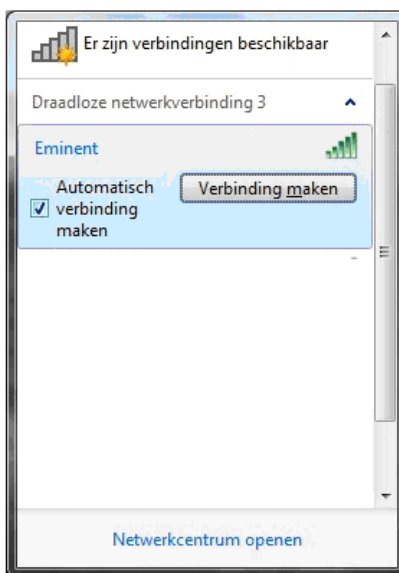 Er zijn verbindingen beschikbaar
Draadloze netwerkverbinding 3
Eminent
Automatisch
verbinding
maken
Verbinding maken
Netwerkcentrum openen